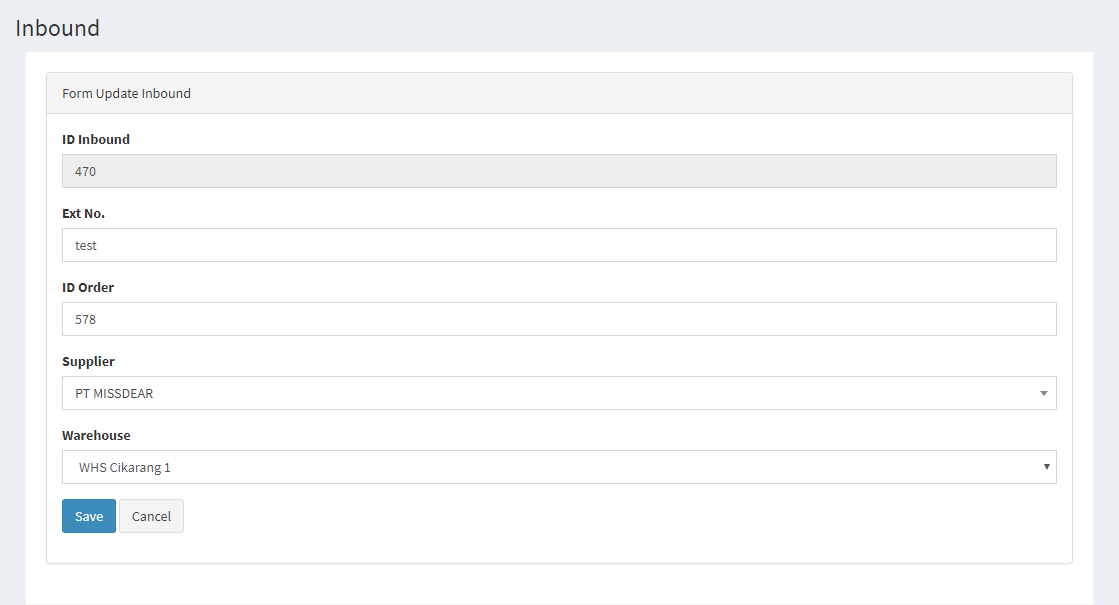 Inbound
Form Update Inbound
ID Inbound
470
Ext No.
test
ID Order
578
Supplier
PT MISSDEAR
Warehouse
WHS Cikarang 1
Save Cancel